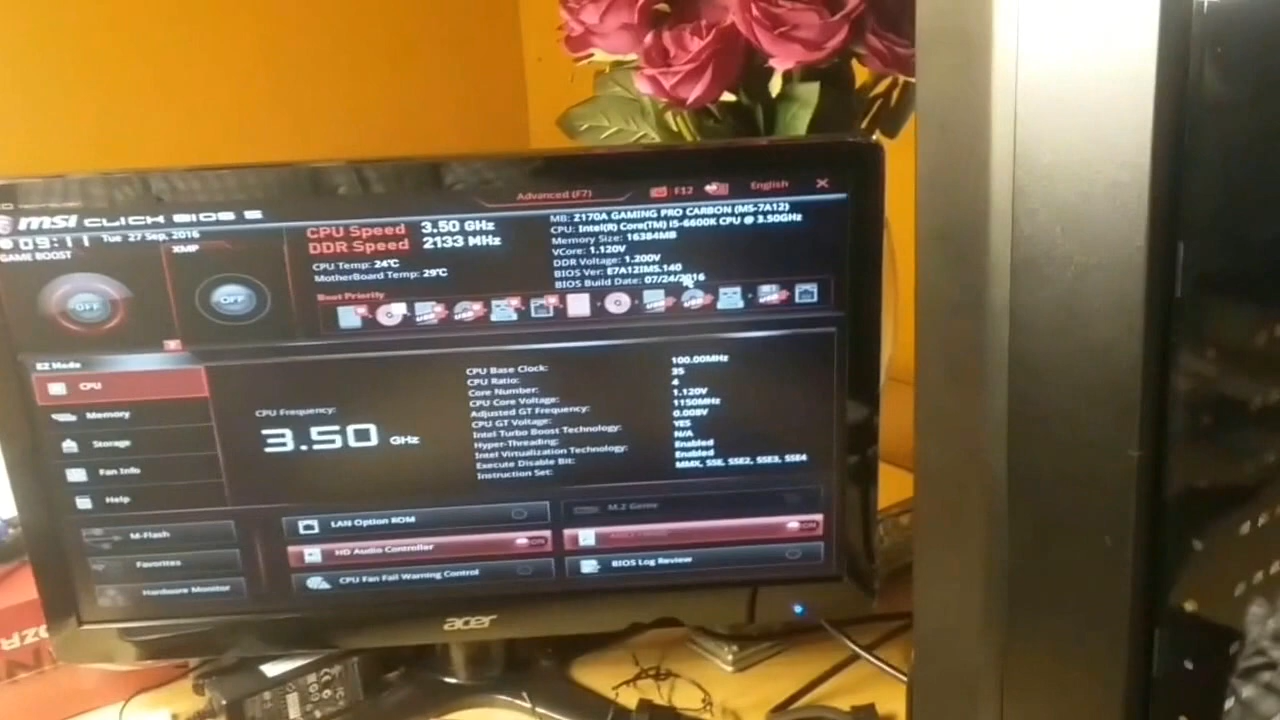 Advanced (F7)
F12
English
X
msi CLICK BIOS 5
09:11 Tue 27 Sep, 2016
GAME BOOST
XMP
OFF
OFF
CPU Speed 3.50 GHz
DDR Speed 2133 MHz
CPU Temp: 24°C
MotherBoard Temp: 29°C
MB: Z170A GAMING PRO CARBON (MS-7A12)
CPU: Intel(R) Core(TM) i5-6600K CPU @ 3.50GHz
Memory Size: 16384MB
VCore: 1.120V
DDR Voltage: 1.200V
BIOS Ver: E7A12IMS.140
BIOS Build Date: 07/24/2016
Boot Priority
USB
USB
USB
USB
USB
EZ Mode
CPU
Memory
Storage
Fan Info
Help
M-Flash
Favorites
Hardware Monitor
CPU Frequency:
3.50 GHz
CPU Base Clock: 100.00MHz
CPU Ratio: 35
Core Number: 4
CPU Core Voltage: 1.120V
Adjusted GT Frequency: 1150MHz
CPU GT Voltage: 0.008V
Intel Turbo Boost Technology: YES
Hyper-Threading: N/A
Intel Virtualization Technology: Enabled
Execute Disable Bit: Enabled
Instruction Set: MMX, SSE, SSE2, SSE3, SSE4
LAN Option ROM
M.2 Genie
HD Audio Controller ON
ON
CPU Fan Fail Warning Control
BIOS Log Review
acer